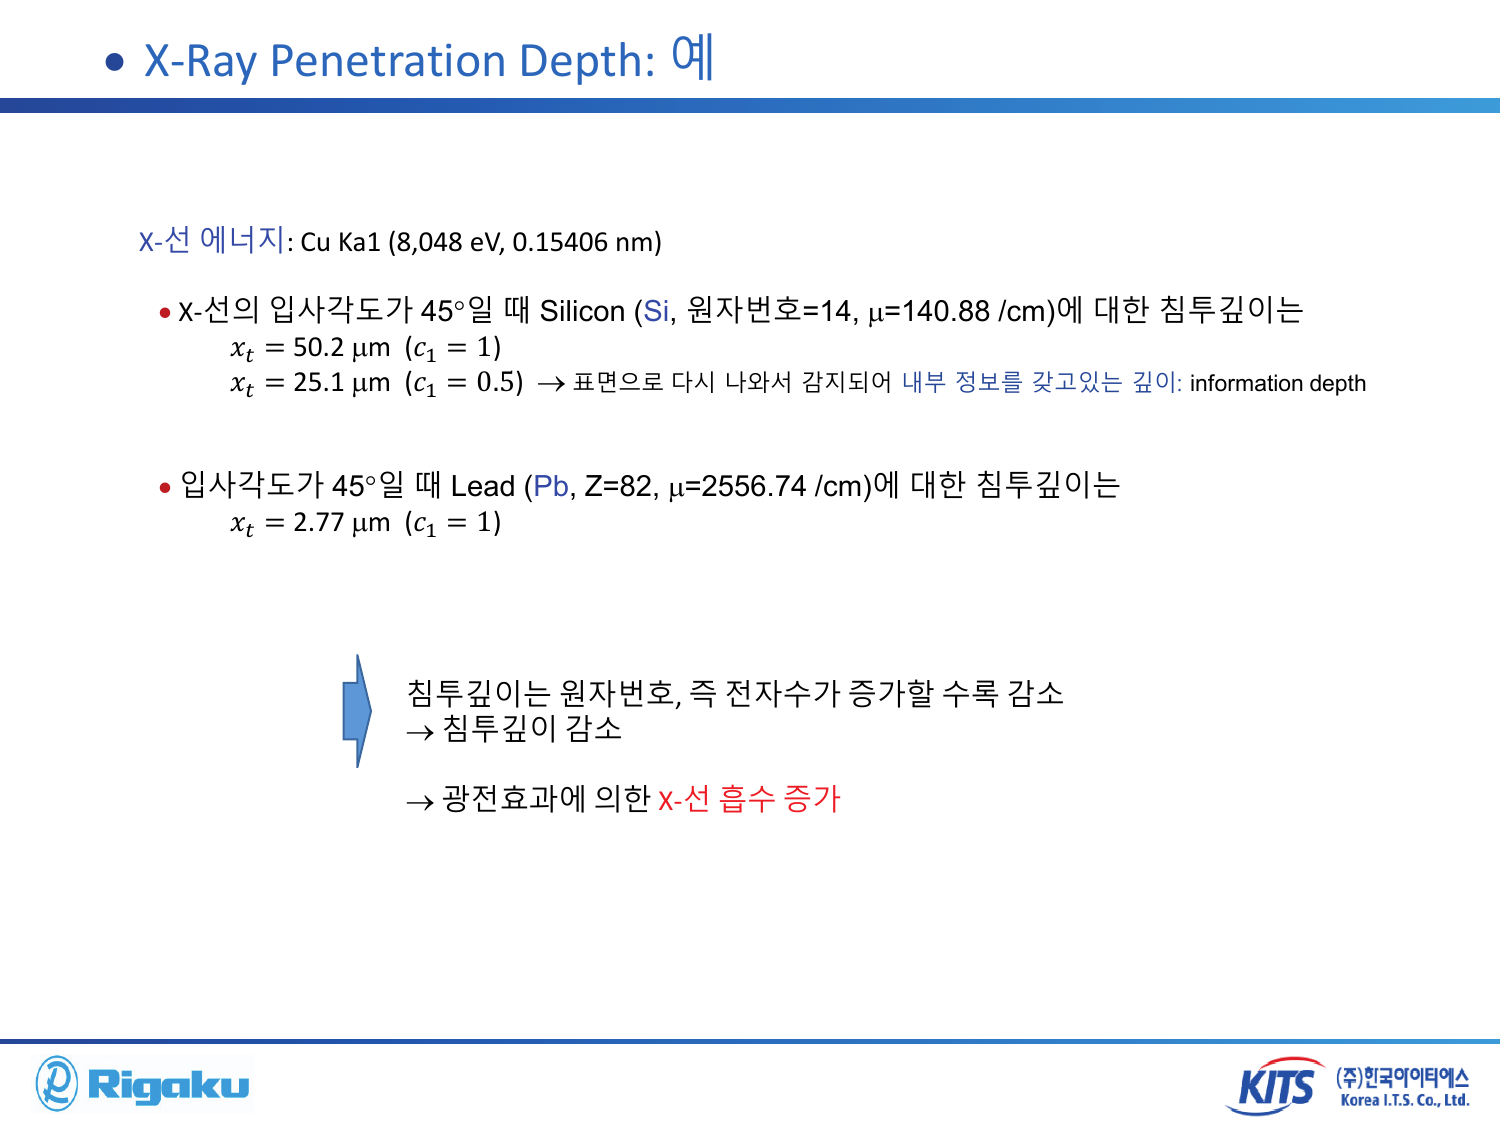 • X-Ray Penetration Depth: 예
X-선 에너지: Cu Ka1 (8,048 eV, 0.15406 nm)
• X-선의 입사각도가 45°일 때 Silicon (Si, 원자번호=14, μ=140.88 /cm)에 대한 침투깊이는
x_t = 50.2 μm (c_1 = 1)
x_t = 25.1 μm (c_1 = 0.5) → 표면으로 다시 나와서 감지되어 내부 정보를 갖고있는 깊이: information depth
• 입사각도가 45°일 때 Lead (Pb, Z=82, μ=2556.74 /cm)에 대한 침투깊이는
x_t = 2.77 μm (c_1 = 1)
침투깊이는 원자번호, 즉 전자수가 증가할 수록 감소
→ 침투깊이 감소
→ 광전효과에 의한 X-선 흡수 증가
Rigaku
KITS
(주)한국아이티에스
Korea I.T.S. Co., Ltd.